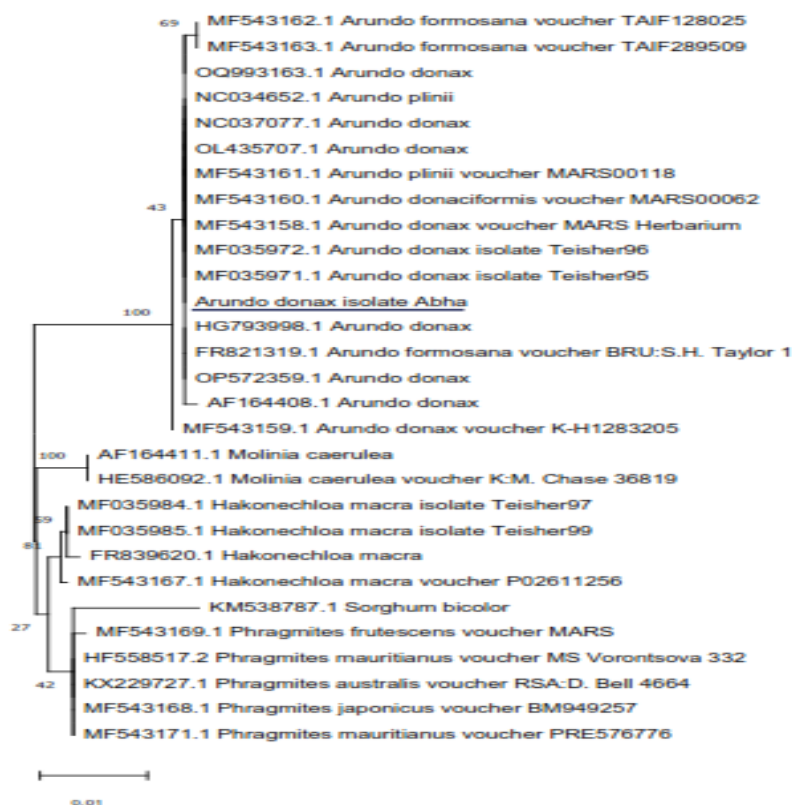 69
MF543162.1 Arundo formosana voucher TAIF128025
MF543163.1 Arundo formosana voucher TAIF289509
OQ993163.1 Arundo donax
NC034652.1 Arundo plinii
NC037077.1 Arundo donax
OL435707.1 Arundo donax
MF543161.1 Arundo plinii voucher MARS00118
MF543160.1 Arundo donaciformis voucher MARS00062
43
MF543158.1 Arundo donax voucher MARS Herbarium
MF035972.1 Arundo donax isolate Teisher96
MF035971.1 Arundo donax isolate Teisher95
Arundo donax isolate Abha
100
HG793998.1 Arundo donax
FR821319.1 Arundo formosana voucher BRU:S.H. Taylor 1
OP572359.1 Arundo donax
AF164408.1 Arundo donax
MF543159.1 Arundo donax voucher K-H1283205
100
AF164411.1 Molinia caerulea
HE586092.1 Molinia caerulea voucher K:M. Chase 36819
MF035984.1 Hakonechloa macra isolate Teisher97
59
MF035985.1 Hakonechloa macra isolate Teisher99
81
FR839620.1 Hakonechloa macra
MF543167.1 Hakonechloa macra voucher P02611256
KM538787.1 Sorghum bicolor
27
MF543169.1 Phragmites frutescens voucher MARS
HF558517.2 Phragmites mauritianus voucher MS Vorontsova 332
42
KX229727.1 Phragmites australis voucher RSA:D. Bell 4664
MF543168.1 Phragmites japonicus voucher BM949257
MF543171.1 Phragmites mauritianus voucher PRE576776
0.01